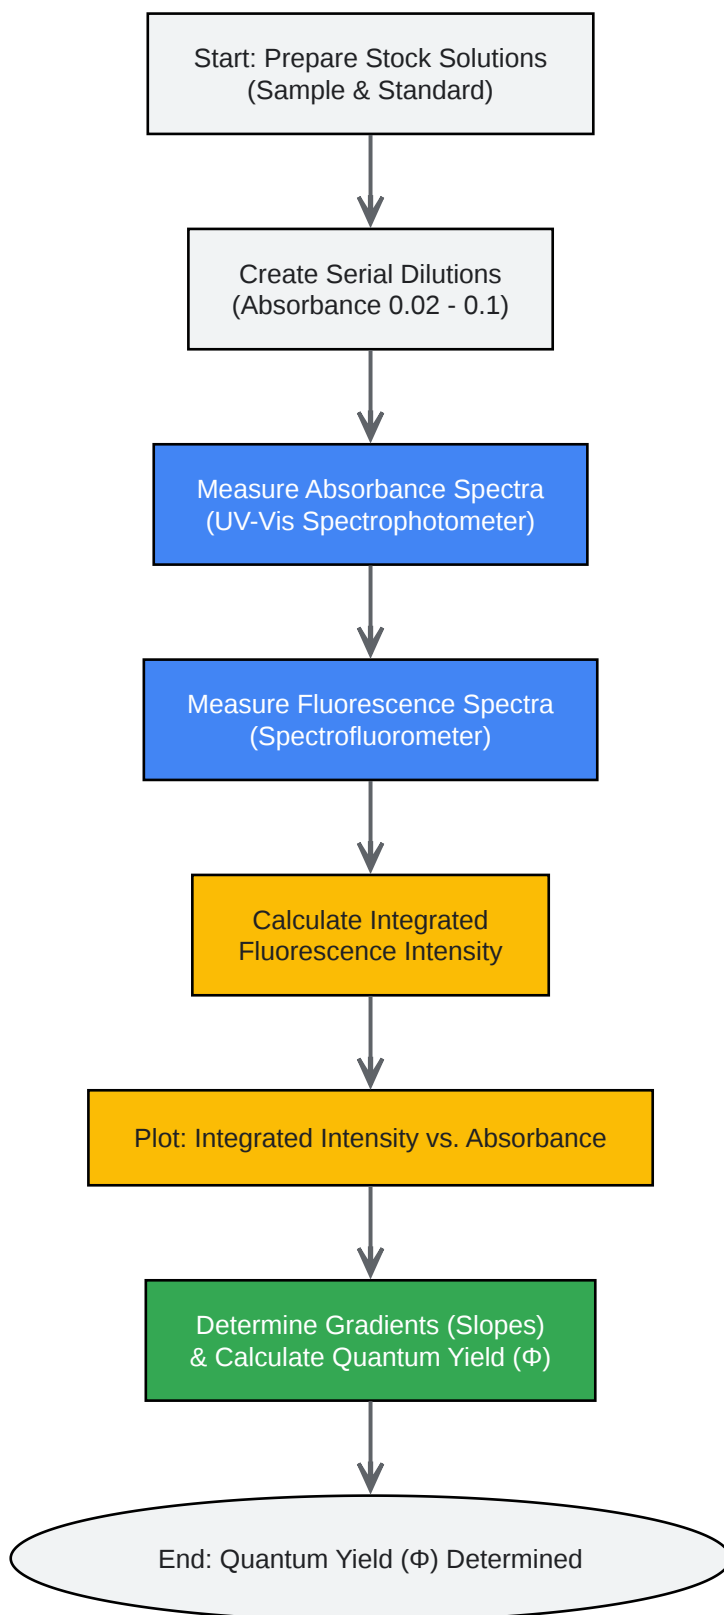 Start: Prepare Stock Solutions
(Sample & Standard)
Create Serial Dilutions
(Absorbance 0.02 - 0.1)
Measure Absorbance Spectra
(UV-Vis Spectrophotometer)
Measure Fluorescence Spectra
(Spectrofluorometer)
Calculate Integrated
Fluorescence Intensity
Plot: Integrated Intensity vs. Absorbance
Determine Gradients (Slopes)
& Calculate Quantum Yield (Φ)
End: Quantum Yield (Φ) Determined